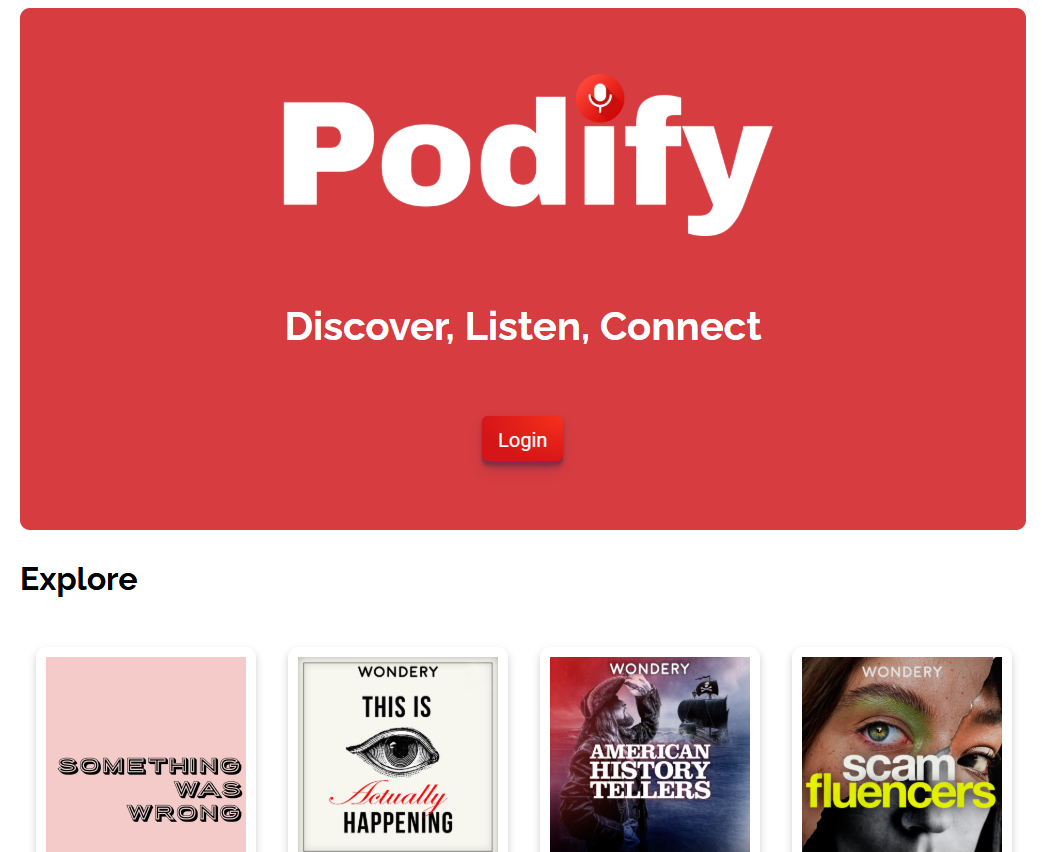 Podify
Discover, Listen, Connect
Login
Explore
SOMETHING
WAS
WRONG
WONDERY
THIS IS
Actually
HAPPENING
WONDERY
AMERICAN
HISTORY
TELLERS
WONDERY
scam
fluencers